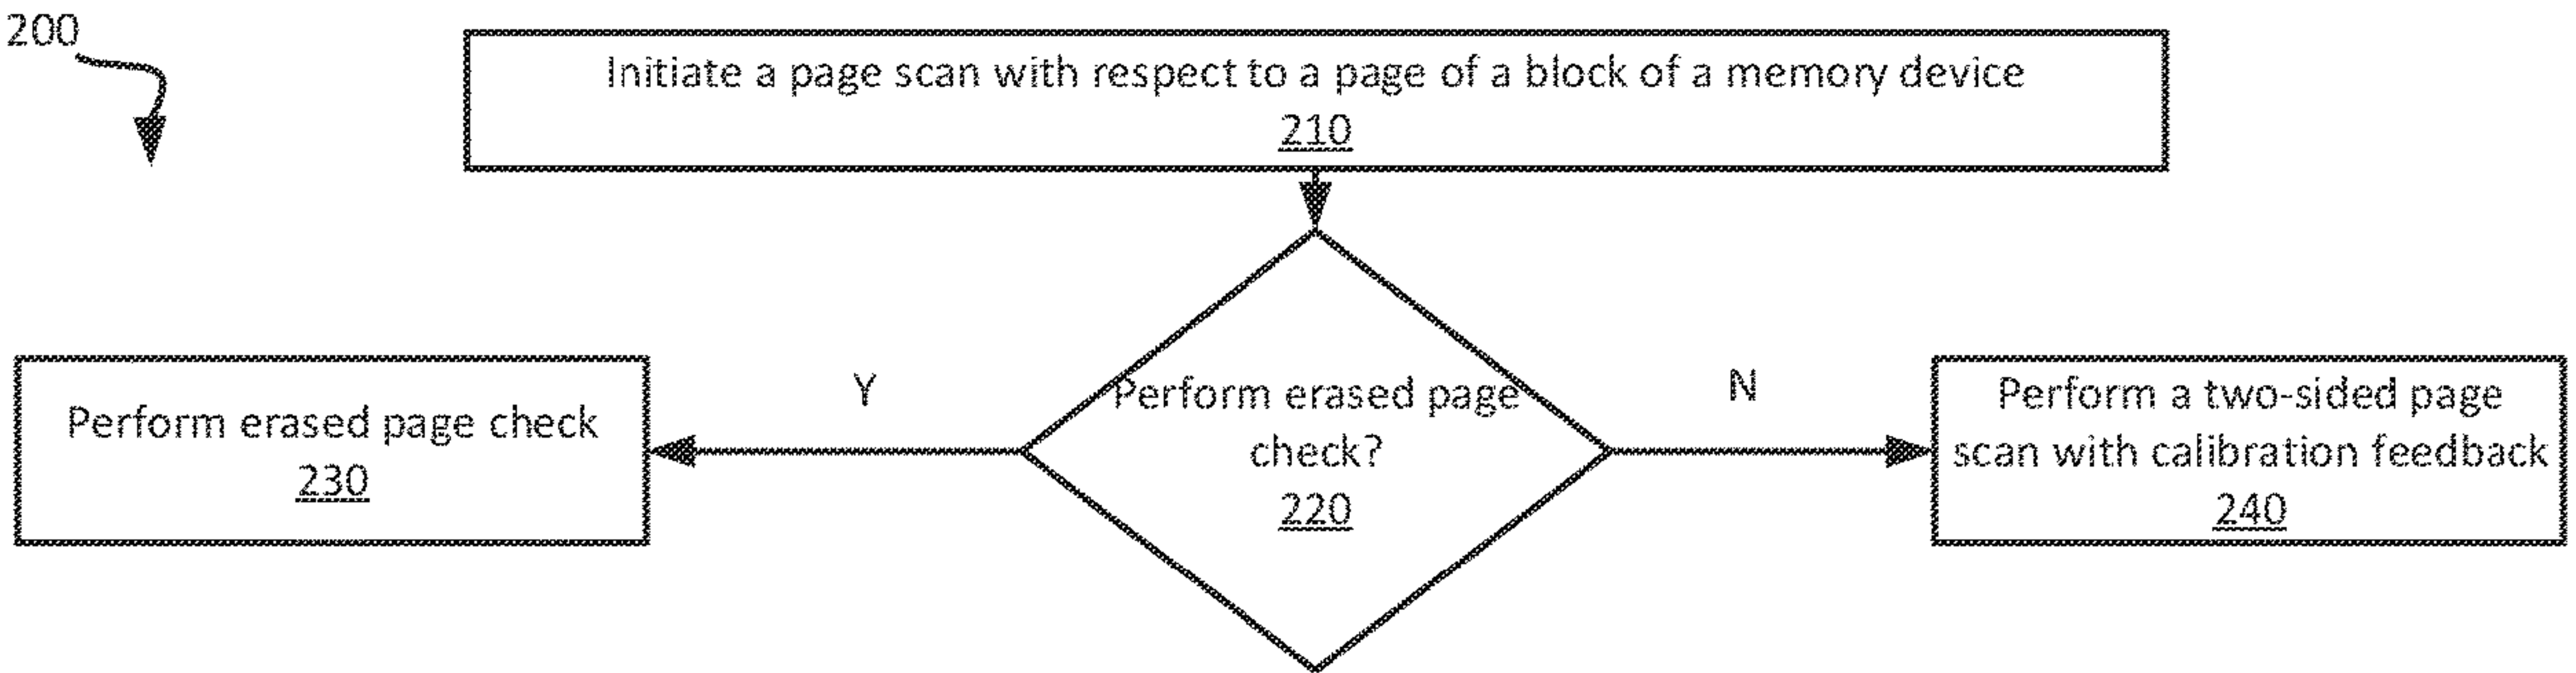 200
Initiate a page scan with respect to a page of a block of a memory device
210
Y
Perform erased page
check?
220
N
Perform erased page check
230
Perform a two-sided page
scan with calibration feedback
240